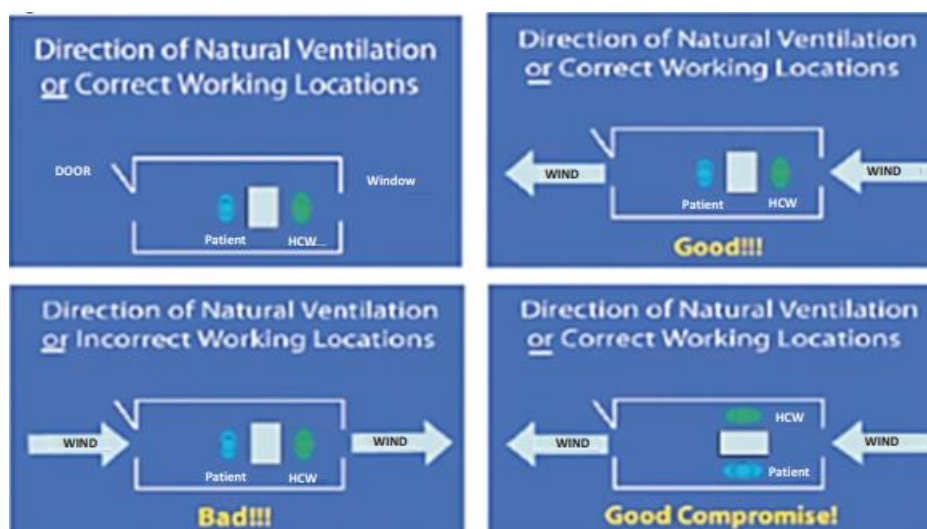 Direction of Natural Ventilation
or Correct Working Locations
DOOR
Window
Patient
HCW...
Direction of Natural Ventilation
or Correct Working Locations
WIND
WIND
Patient
HCW
Good!!!
Direction of Natural Ventilation
or Incorrect Working Locations
WIND
WIND
Patient
HCW
Bad!!!
Direction of Natural Ventilation
or Correct Working Locations
HCW
WIND
WIND
Patient
Good Compromise!